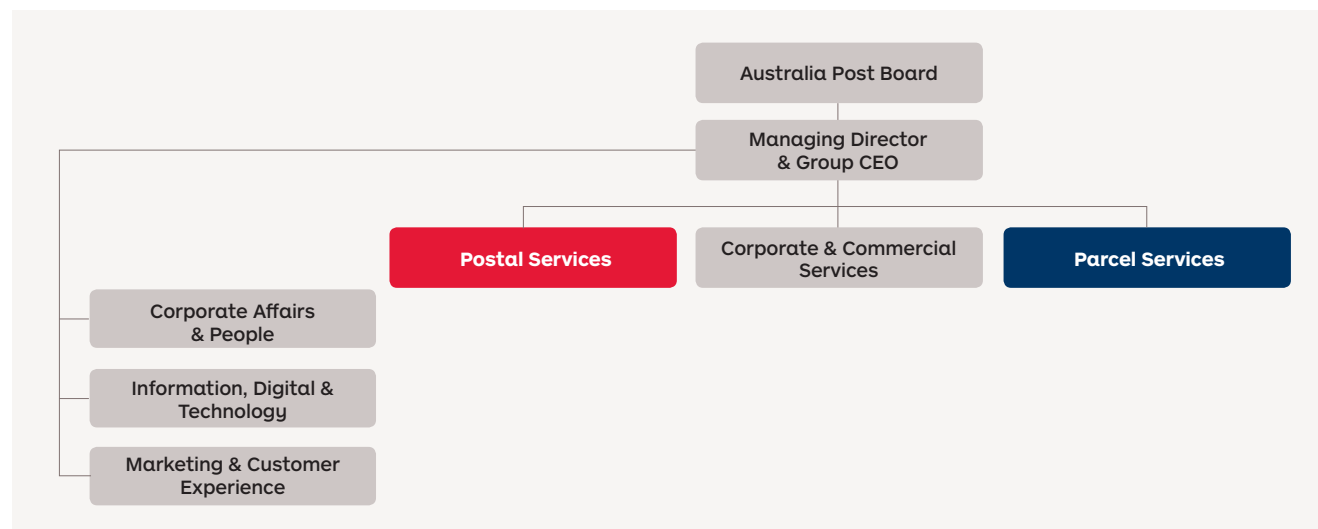 Australia Post Board
Managing Director
& Group CEO
Postal Services
Corporate & Commercial
Services
Parcel Services
Corporate Affairs
& People
Information, Digital &
Technology
Marketing & Customer
Experience